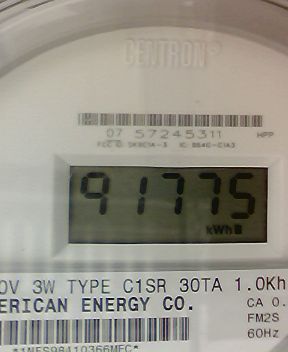 CENTRON®
07 57245311 HPP
91775
kWh
0V 3W TYPE C1SR 30TA 1.0Kh
ERICAN ENERGY CO.
CA 0.
FM2S
60Hz